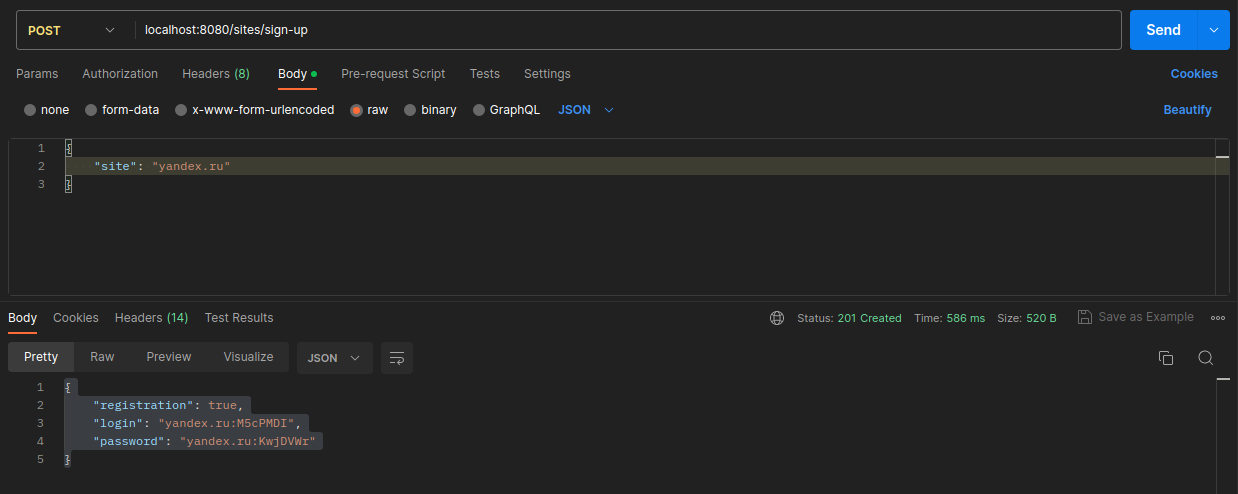 POST localhost:8080/sites/sign-up Send
Params Authorization Headers (8) Body Pre-request Script Tests Settings Cookies
none form-data x-www-form-urlencoded raw binary GraphQL JSON Beautify
1 {
2 "site": "yandex.ru"
3 }
Body Cookies Headers (14) Test Results Status: 201 Created Time: 586 ms Size: 520 B Save as Example
Pretty Raw Preview Visualize JSON
1 {
2 "registration": true,
3 "login": "yandex.ru:M5cPMDI",
4 "password": "yandex.ru:KwjDVWr"
5 }